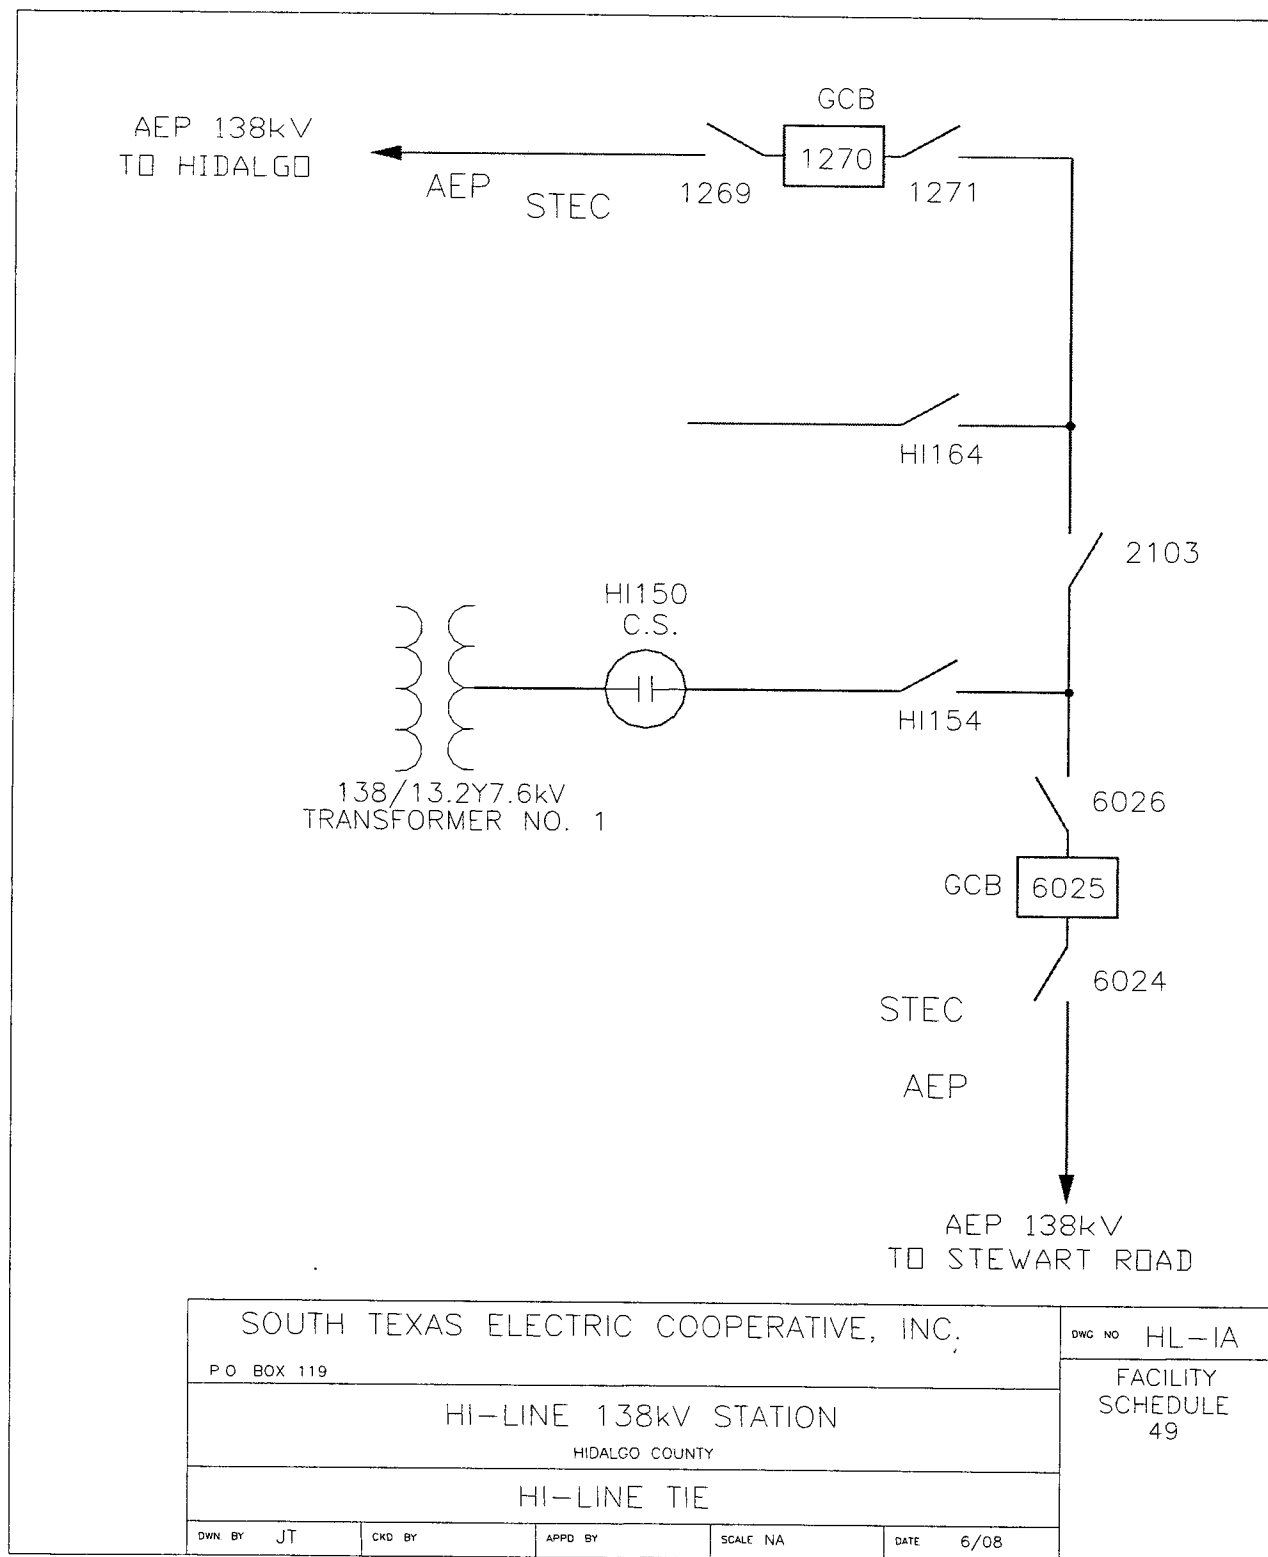 GCB
AEP 138kV
TO HIDALGO
1270
AEP
STEC
1269
1271
HI164
2103
HI150
C.S.
HI154
138/13.2Y7.6kV
TRANSFORMER NO. 1
6026
GCB
6025
6024
STEC
AEP
AEP 138kV
TO STEWART ROAD
SOUTH TEXAS ELECTRIC COOPERATIVE, INC.
P O BOX 119
HI-LINE 138kV STATION
HIDALGO COUNTY
HI-LINE TIE
DWG NO HL-1A
FACILITY
SCHEDULE
49
DWN BY JT
CKD BY
APPD BY
SCALE NA
DATE 6/08